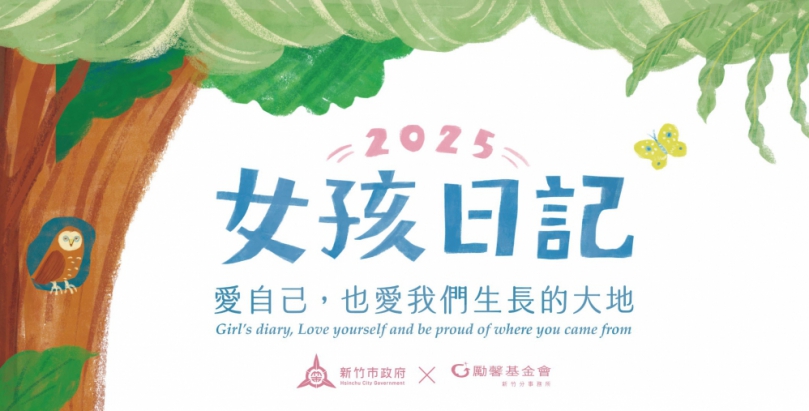 2025
女孩日記
愛自己，也愛我們生長的大地
Girl's diary, Love yourself and be proud of where you came from
新竹市政府 × 勵馨基金會
Hsinchu City Government 新竹分事務所